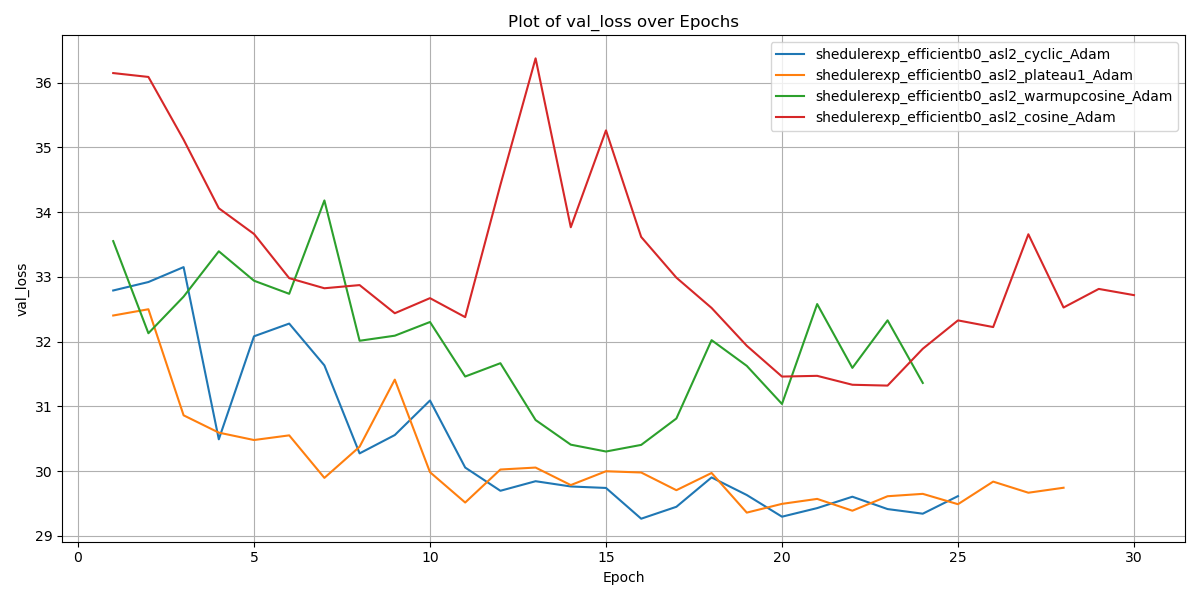 Plot of val_loss over Epochs
shedulerexp_efficientb0_asl2_cyclic_Adam
shedulerexp_efficientb0_asl2_plateau1_Adam
shedulerexp_efficientb0_asl2_warmupcosine_Adam
shedulerexp_efficientb0_asl2_cosine_Adam
val_loss
36
35
34
33
32
31
30
29
0 5 10 15 20 25 30
Epoch